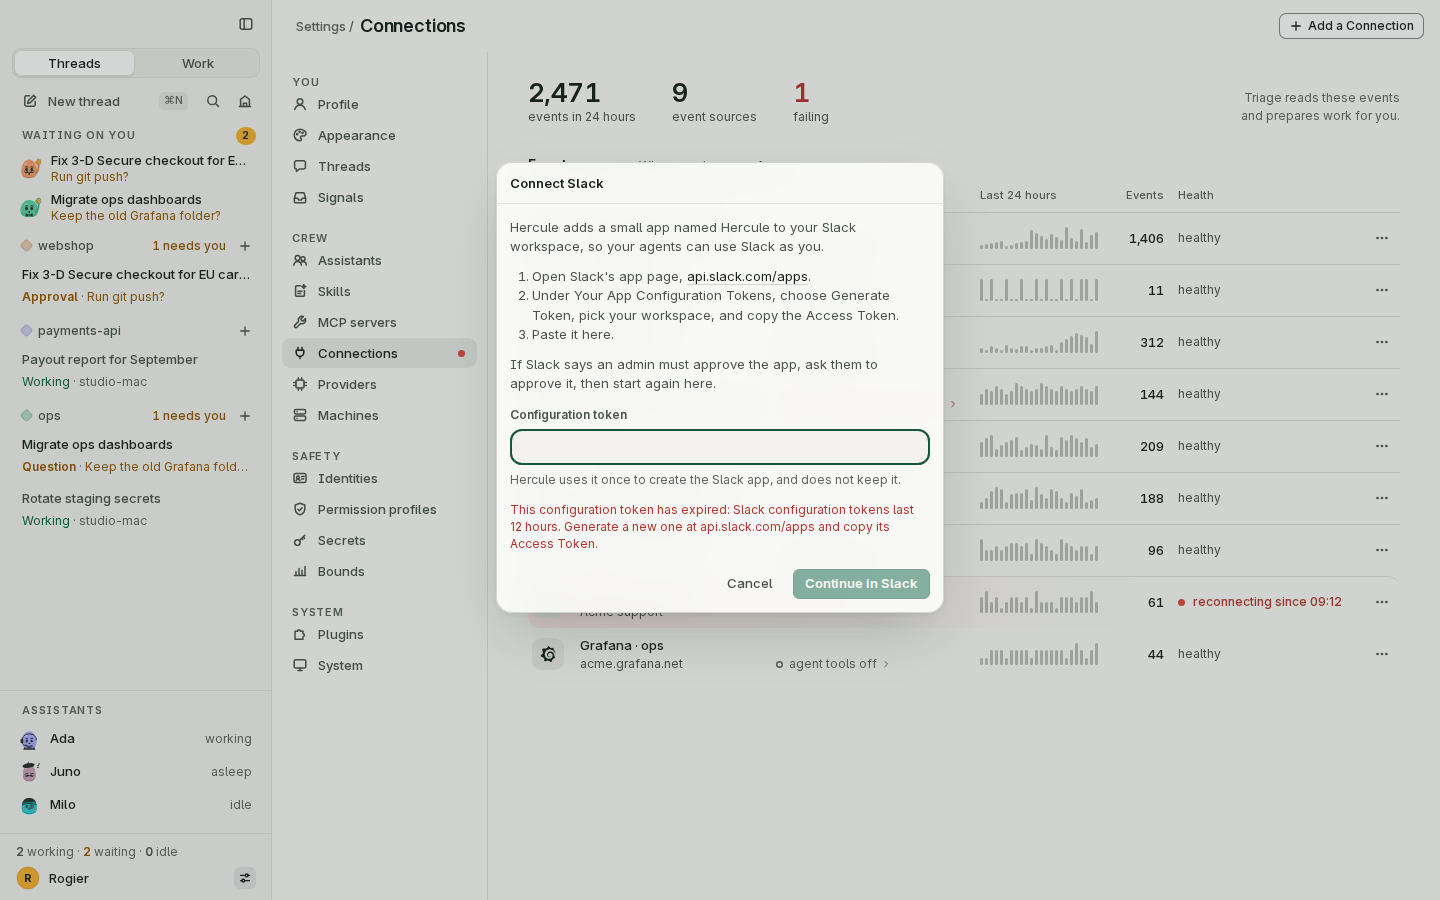 Threads
Work
New thread
⌘N
WAITING ON YOU
2
Fix 3-D Secure checkout for E…
Run git push?
Migrate ops dashboards
Keep the old Grafana folder?
webshop
1 needs you
Fix 3-D Secure checkout for EU car…
Approval · Run git push?
payments-api
Payout report for September
Working · studio-mac
ops
1 needs you
Migrate ops dashboards
Question · Keep the old Grafana fold…
Rotate staging secrets
Working · studio-mac
ASSISTANTS
Ada
working
Juno
asleep
Milo
idle
2 working · 2 waiting · 0 idle
R
Rogier
Settings / Connections
Add a Connection
YOU
Profile
Appearance
Threads
Signals
CREW
Assistants
Skills
MCP servers
Connections
Providers
Machines
SAFETY
Identities
Permission profiles
Secrets
Bounds
SYSTEM
Plugins
System
2,471
events in 24 hours
9
event sources
1
failing
Triage reads these events
and prepares work for you.
Last 24 hours
Events
Health
1,406
healthy
11
healthy
312
healthy
144
healthy
209
healthy
188
healthy
96
healthy
61
reconnecting since 09:12
Acme support
Grafana · ops
acme.grafana.net
agent tools off
44
healthy
Connect Slack
Hercule adds a small app named Hercule to your Slack
workspace, so your agents can use Slack as you.
1. Open Slack's app page, api.slack.com/apps.
2. Under Your App Configuration Tokens, choose Generate
Token, pick your workspace, and copy the Access Token.
3. Paste it here.
If Slack says an admin must approve the app, ask them to
approve it, then start again here.
Configuration token
Hercule uses it once to create the Slack app, and does not keep it.
This configuration token has expired: Slack configuration tokens last
12 hours. Generate a new one at api.slack.com/apps and copy its
Access Token.
Cancel
Continue in Slack